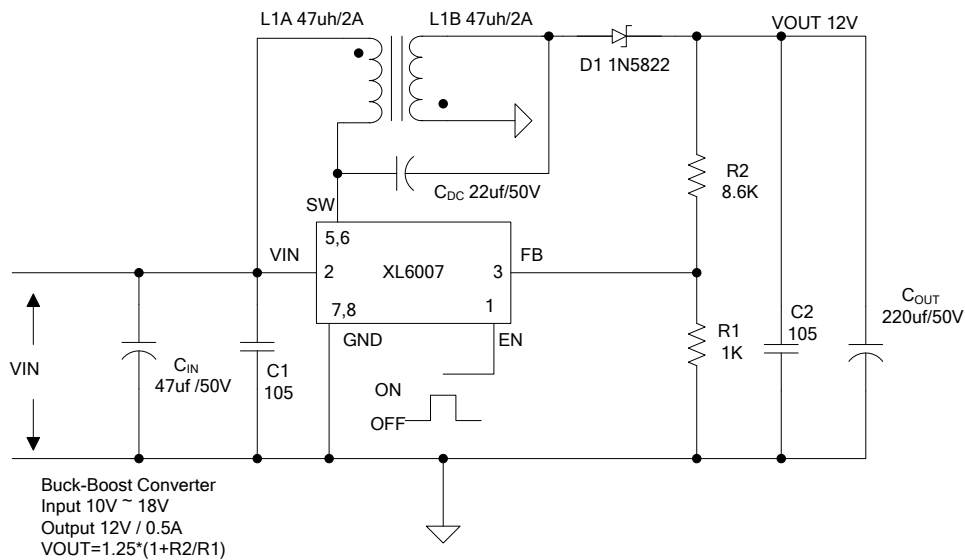 L1A 47uh/2A
L1B 47uh/2A
VOUT 12V
D1 1N5822
CDC 22uf/50V
R2
8.6K
SW
5,6
VIN
2
XL6007
3
FB
1
7,8
GND
EN
R1
1K
C2
105
COUT
220uf/50V
VIN
CIN
47uf /50V
C1
105
ON
OFF
Buck-Boost Converter
Input 10V ~ 18V
Output 12V / 0.5A
VOUT=1.25*(1+R2/R1)